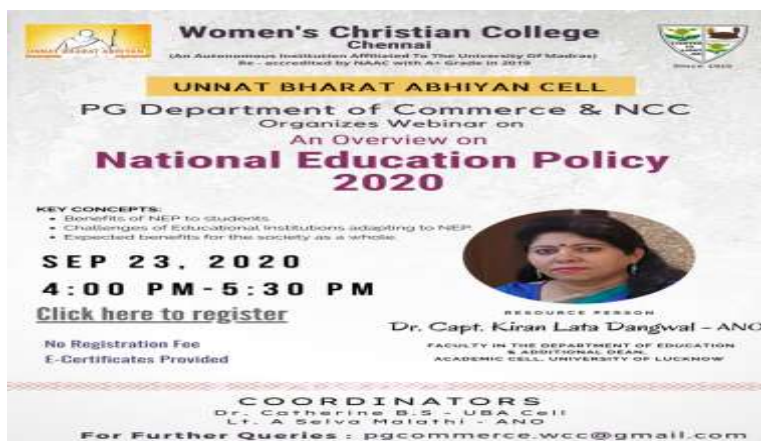 UNNAT BHARAT ABHIYAN
Women's Christian College
Chennai
(An Autonomous Institution Affiliated To The University Of Madras)
Re - accredited by NAAC with A+ Grade in 2019
Since 1915
UNNAT BHARAT ABHIYAN CELL
PG Department of Commerce & NCC
Organizes Webinar on
An Overview on
National Education Policy
2020
KEY CONCEPTS:
Benefits of NEP to students.
Challenges of Educational Institutions adapting to NEP.
Expected benefits for the society as a whole.
SEP 23, 2020
4:00 PM-5:30 PM
Click here to register
No Registration Fee
E-Certificates Provided
RESOURCE PERSON
Dr. Capt. Kiran Lata Dangwal - ANO
FACULTY IN THE DEPARTMENT OF EDUCATION
& ADDITIONAL DEAN,
ACADEMIC CELL, UNIVERSITY OF LUCKNOW
COORDINATORS
Dr. Catherine B.S - UBA Cell
Lt. A Selva Malathi - ANO
For Further Queries : pgcommerce.wcc@gmail.com